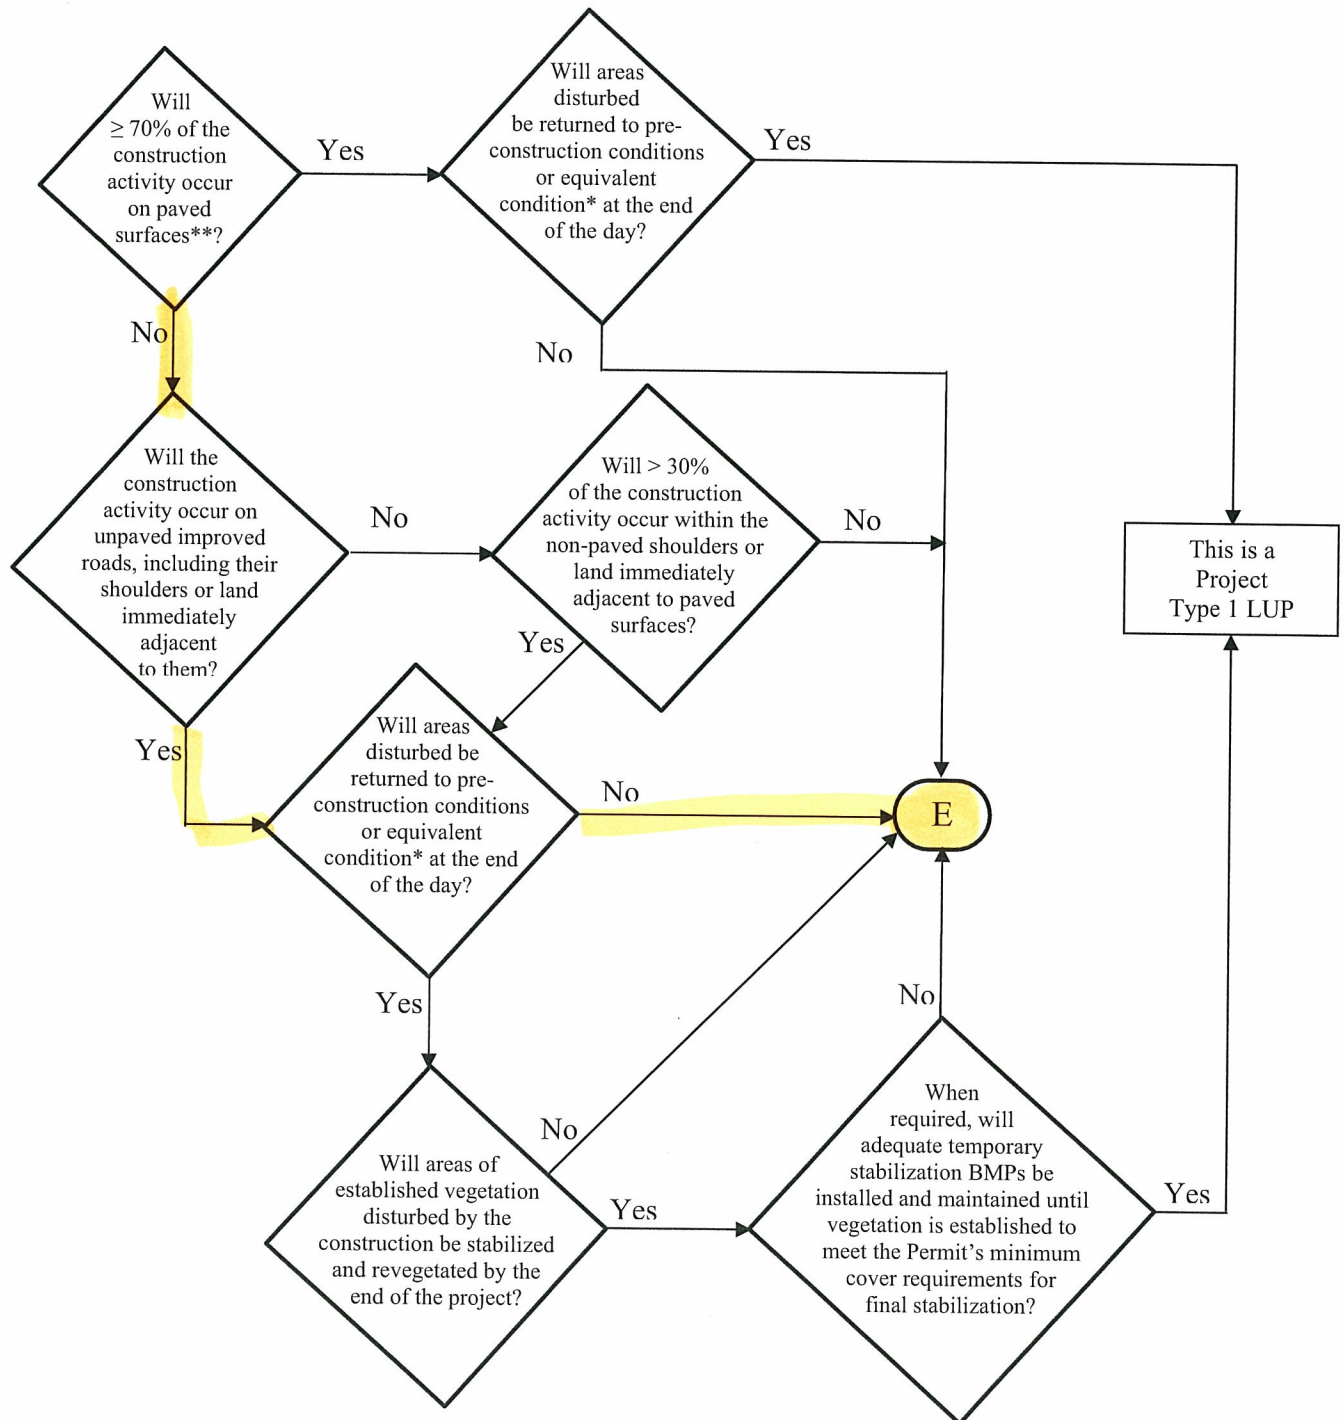 Will
≥ 70% of the
construction
activity occur
on paved
surfaces**?
Yes
Will areas
disturbed
be returned to pre-
construction conditions
or equivalent
condition* at the end
of the day?
Yes
No
No
Will the
construction
activity occur on
unpaved improved
roads, including their
shoulders or land
immediately
adjacent
to them?
No
Will > 30%
of the construction
activity occur within the
non-paved shoulders or
land immediately
adjacent to paved
surfaces?
No
This is a
Project
Type 1 LUP
Yes
Yes
Will areas
disturbed be
returned to pre-
construction conditions
or equivalent
condition* at the end
of the day?
No
E
Yes
No
Will areas of
established vegetation
disturbed by the
construction be stabilized
and revegetated by the
end of the project?
No
Yes
When
required, will
adequate temporary
stabilization BMPs be
installed and maintained until
vegetation is established to
meet the Permit's minimum
cover requirements for
final stabilization?
Yes